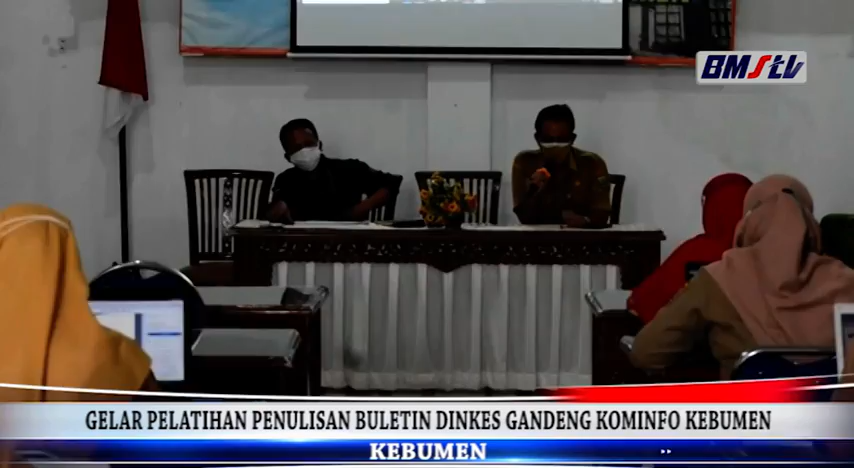 BMStv
GELAR PELATIHAN PENULISAN BULETIN DINKES GANDENG KOMINFO KEBUMEN
KEBUMEN